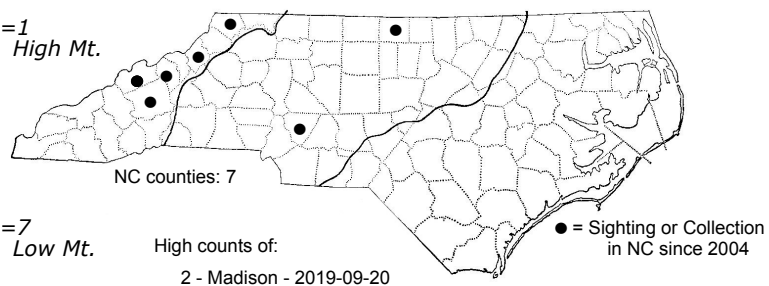 =1
High Mt.
NC counties: 7
=7
Low Mt.
High counts of:
2 - Madison - 2019-09-20
● = Sighting or Collection
in NC since 2004